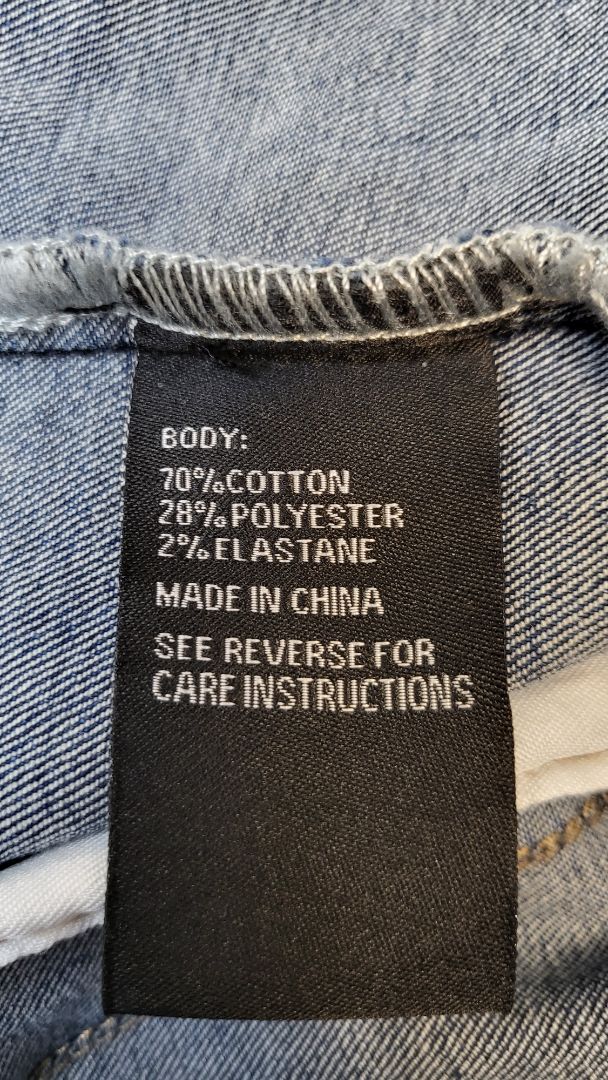 BODY:
70%COTTON
28%POLYESTER
2%ELASTANE
MADE IN CHINA
SEE REVERSE FOR
CARE INSTRUCTIONS